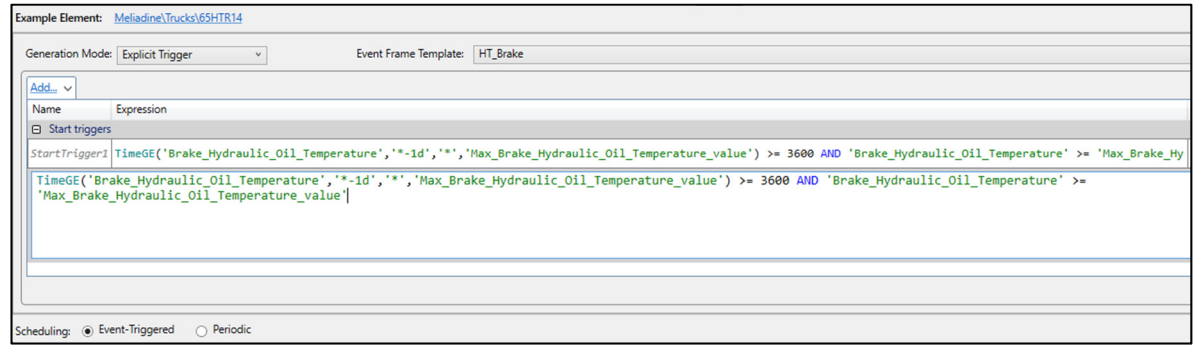 Example Element: Meliadine\Trucks\65HTR14
Generation Mode: Explicit Trigger Event Frame Template: HT_Brake
Add...
Name Expression
Start triggers
StartTrigger1 TimeGE('Brake_Hydraulic_Oil_Temperature','*-1d','*','Max_Brake_Hydraulic_Oil_Temperature_value') >= 3600 AND 'Brake_Hydraulic_Oil_Temperature' >= 'Max_Brake_Hy
TimeGE('Brake_Hydraulic_Oil_Temperature','*-1d','*','Max_Brake_Hydraulic_Oil_Temperature_value') >= 3600 AND 'Brake_Hydraulic_Oil_Temperature' >=
'Max_Brake_Hydraulic_Oil_Temperature_value'
Scheduling: Event-Triggered Periodic